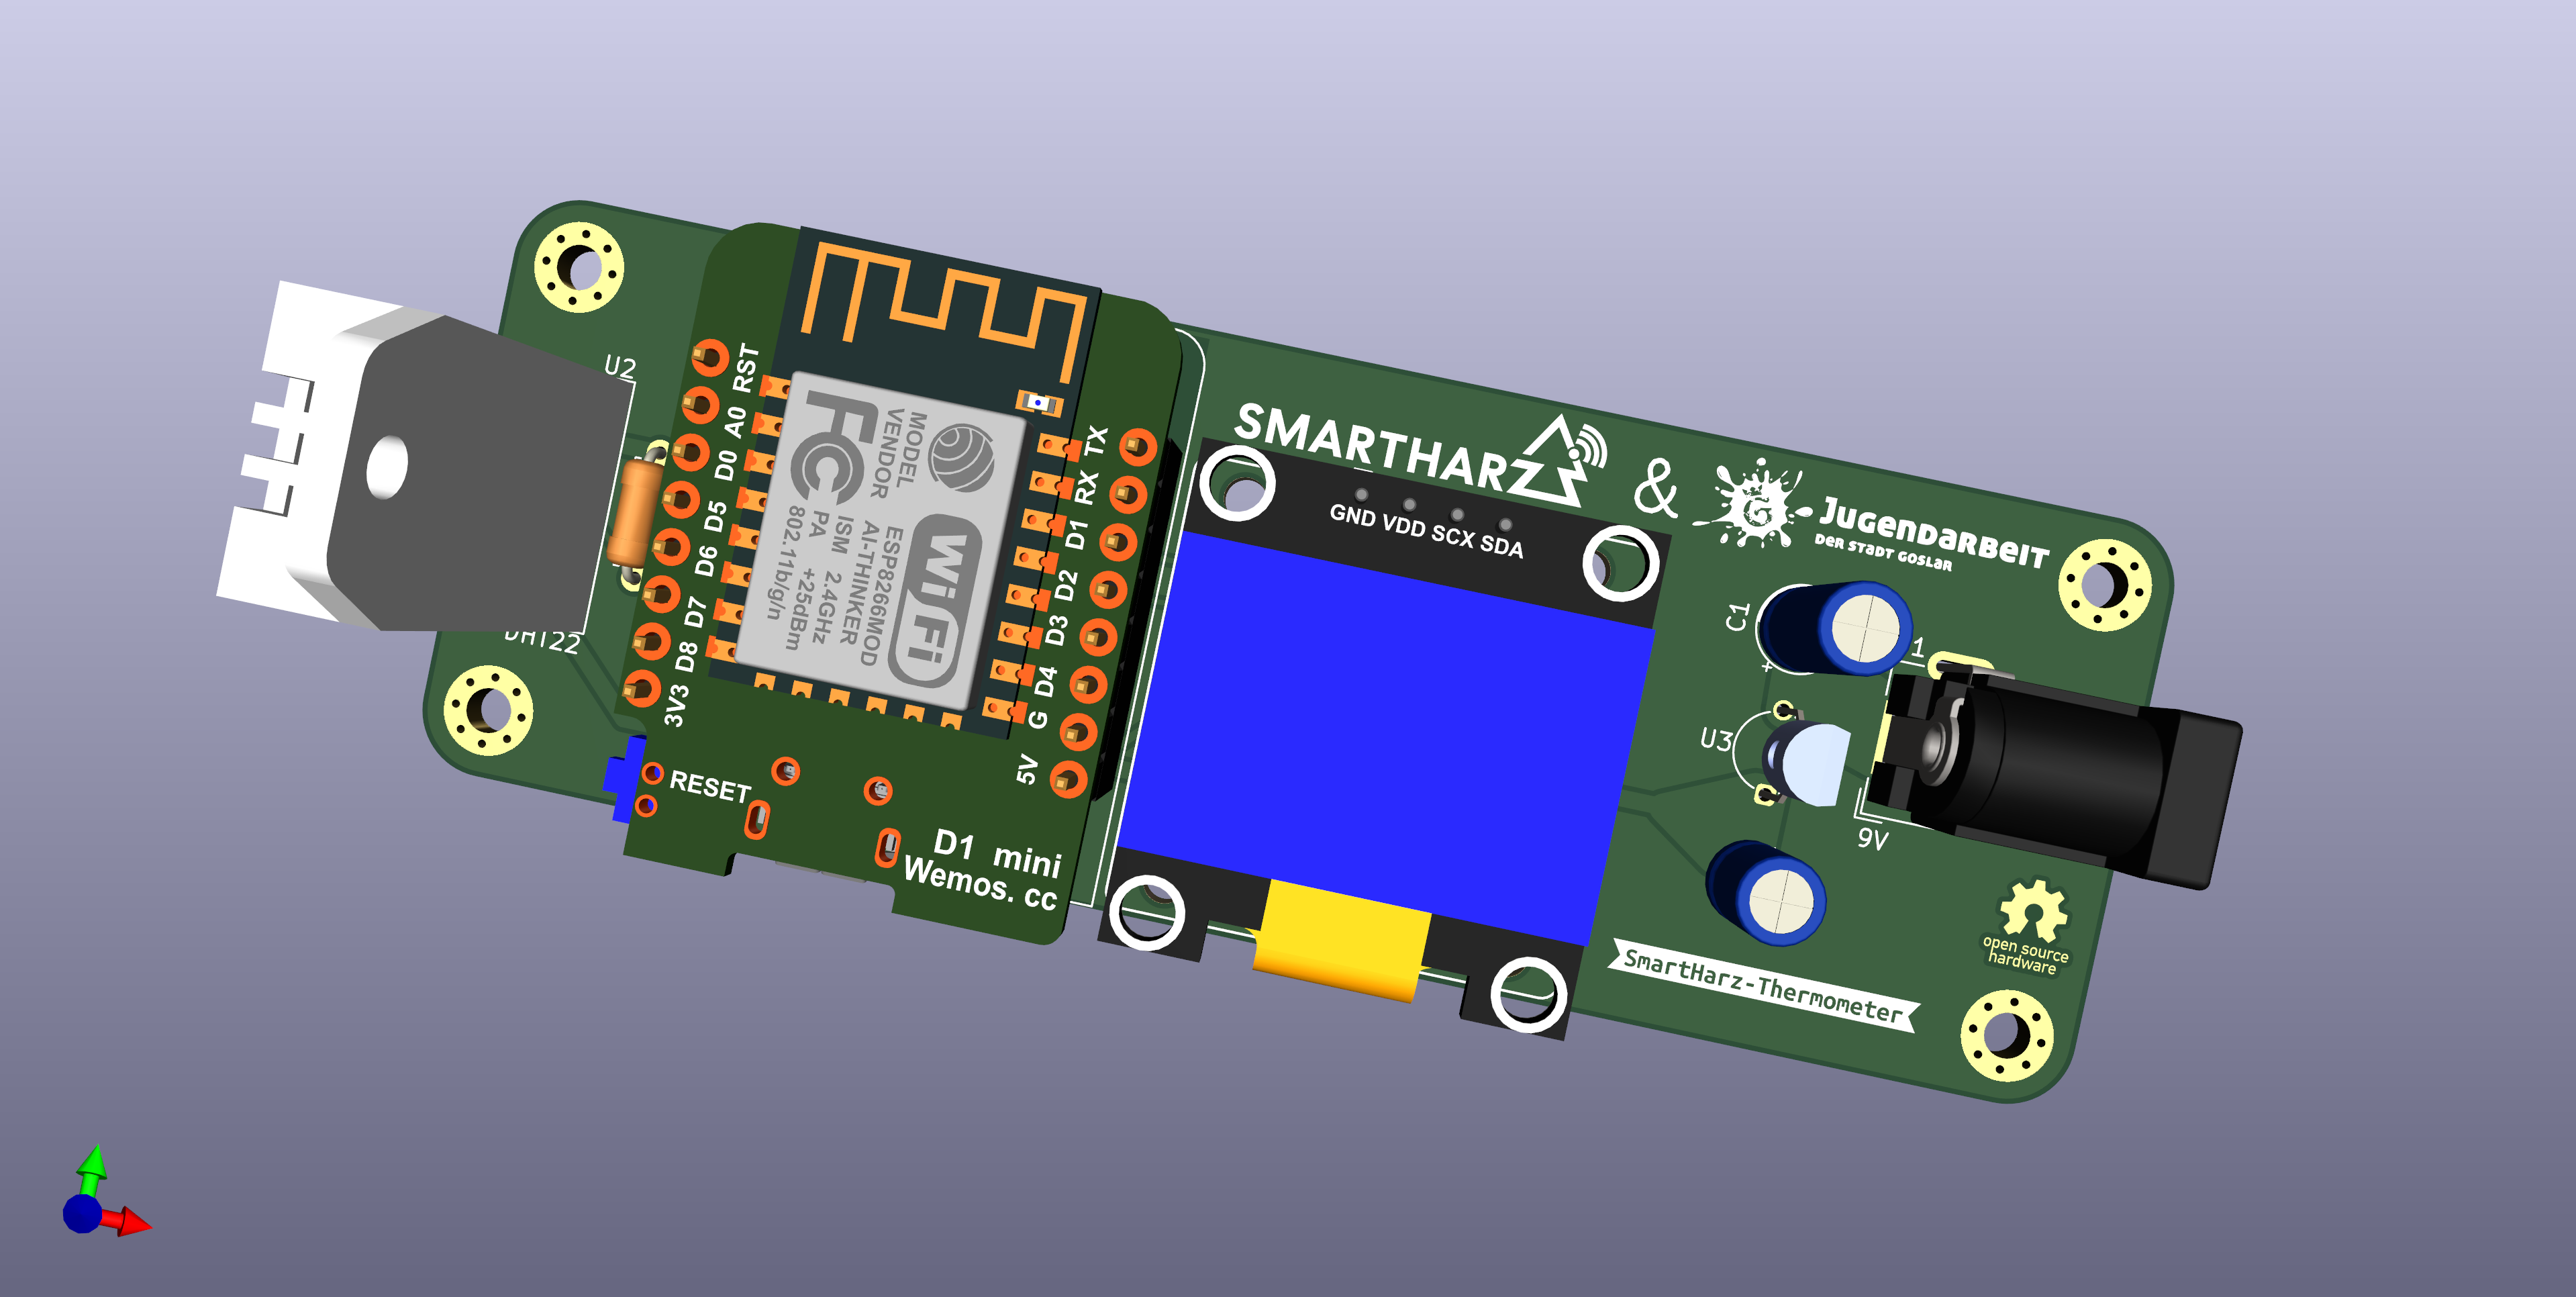 U2
DHT22
RST
A0
D0
D5
D6
D7
D8
3V3
TX
RX
D1
D2
D3
D4
G
5V
FC
MODEL
VENDOR
ESP8266MOD
AI-THINKER
ISM 2.4GHz
PA +25dBm
802.11b/g/n
WiFi
RESET
D1 mini
Wemos. cc
SMARTHARZ & Jugendarbeit
der Stadt Goslar
GND VDD SCX SDA
C1
+
1
U3
9V
open source
hardware
SmartHarz-Thermometer